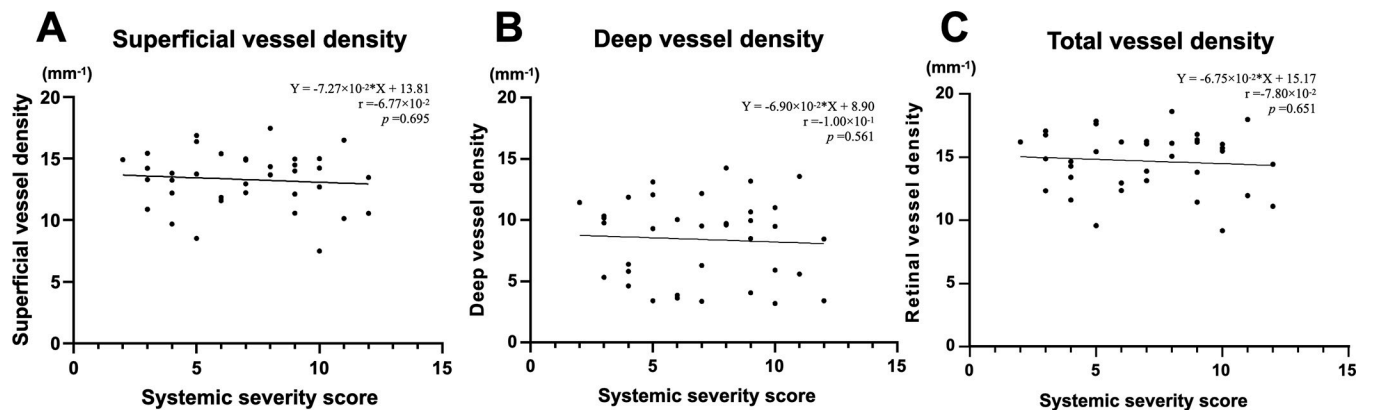 A
Superficial vessel density
(mm-1)
Y = -7.27×10-2*X + 13.81
r =-6.77×10-2
p =0.695
Superficial vessel density
20
15
10
5
0
0
5
10
15
Systemic severity score
B
Deep vessel density
(mm-1)
Y = -6.90×10-2*X + 8.90
r =-1.00×10-1
p =0.561
Deep vessel density
20
15
10
5
0
0
5
10
15
Systemic severity score
C
Total vessel density
(mm-1)
Y = -6.75×10-2*X + 15.17
r =-7.80×10-2
p =0.651
Retinal vessel density
20
15
10
5
0
0
5
10
15
Systemic severity score